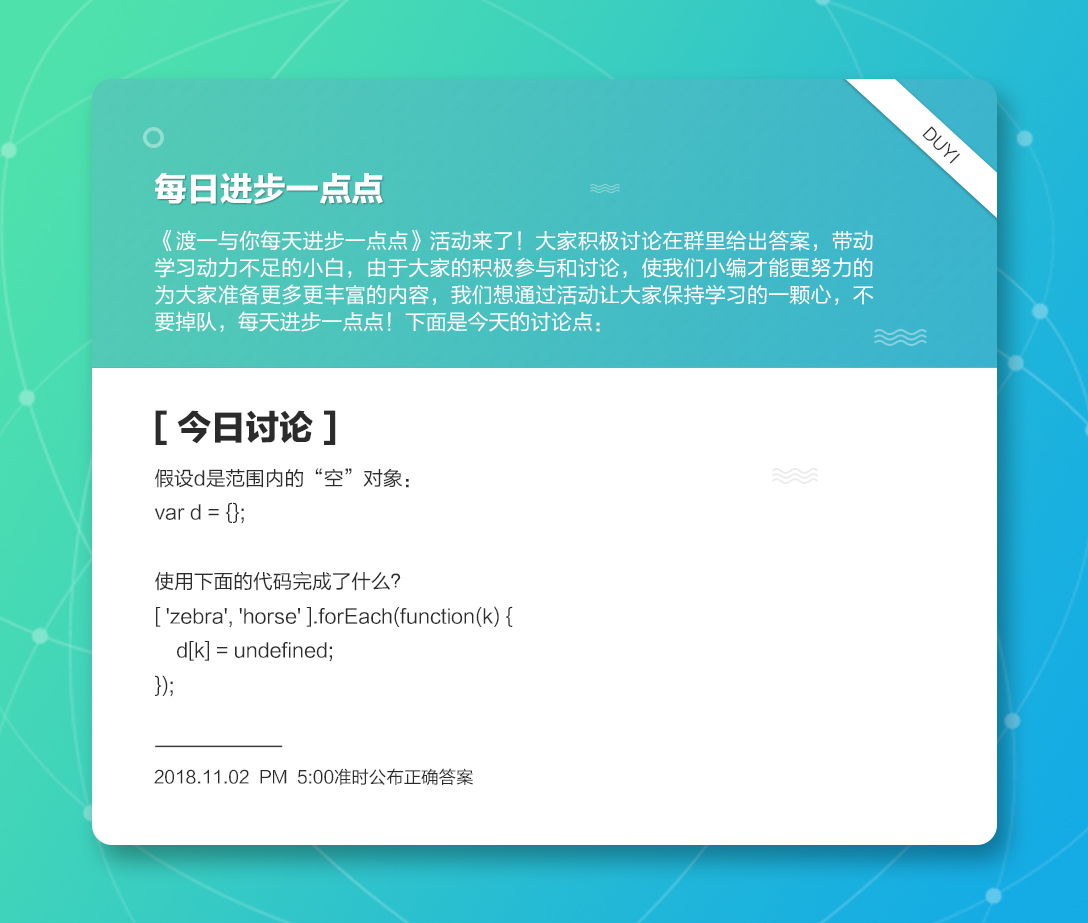 DUYI
每日进步一点点
《渡一与你每天进步一点点》活动来了！大家积极讨论在群里给出答案，带动
学习动力不足的小白，由于大家的积极参与和讨论，使我们小编才能更努力的
为大家准备更多更丰富的内容，我们想通过活动让大家保持学习的一颗心，不
要掉队，每天进步一点点！下面是今天的讨论点：
[ 今日讨论 ]
假设d是范围内的“空”对象：
var d = {};
使用下面的代码完成了什么?
[ 'zebra', 'horse' ].forEach(function(k) {
d[k] = undefined;
});
2018.11.02 PM 5:00准时公布正确答案